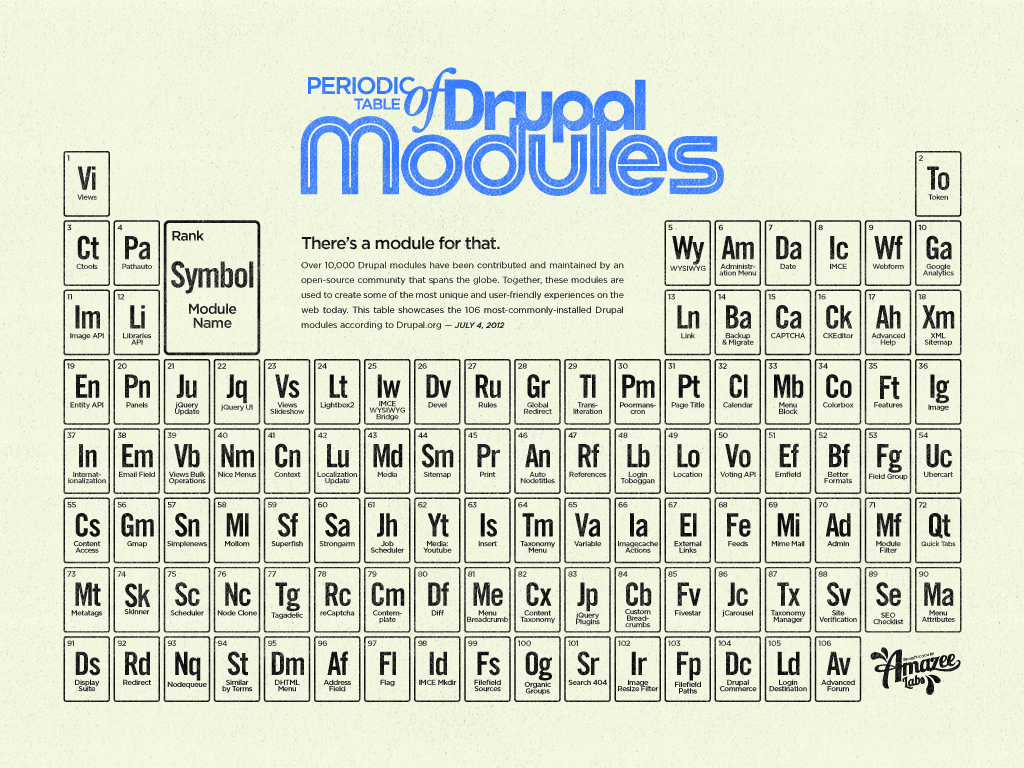 PERIODIC
TABLE
of
Drupal
Modules
1
Vi
Views
2
To
Token
3
Ct
Ctools
4
Pa
Pathauto
Rank
Symbol
Module
Name
There's a module for that.
Over 10,000 Drupal modules have been contributed and maintained by an
open-source community that spans the globe. Together, these modules are
used to create some of the most unique and user-friendly experiences on the
web today. This table showcases the 106 most-commonly-installed Drupal
modules according to Drupal.org — JULY 4, 2012
5
Wy
WYSIWYG
6
Am
Administr-
ation Menu
7
Da
Date
8
Ic
IMCE
9
Wf
Webform
10
Ga
Google
Analytics
11
Im
Image API
12
Li
Libraries
API
13
Ln
Link
14
Ba
Backup
& Migrate
15
Ca
CAPTCHA
16
Ck
CKEditor
17
Ah
Advanced
Help
18
Xm
XML
Sitemap
19
En
Entity API
20
Pn
Panels
21
Ju
jQuery
Update
22
Jq
jQuery UI
23
Vs
Views
Slideshow
24
Lt
Lightbox2
25
Iw
IMCE
WYSIWYG
Bridge
26
Dv
Devel
27
Ru
Rules
28
Gr
Global
Redirect
29
Tl
Trans-
literation
30
Pm
Poormans-
cron
31
Pt
Page Title
32
Cl
Calendar
33
Mb
Menu
Block
34
Co
Colorbox
35
Ft
Features
36
Ig
Image
37
In
Internat-
ionalization
38
Em
Email Field
39
Vb
Views Bulk
Operations
40
Nm
Nice Menus
41
Cn
Context
42
Lu
Localization
Update
43
Md
Media
44
Sm
Sitemap
45
Pr
Print
46
An
Auto
Nodetitles
47
Rf
References
48
Lb
Login
Toboggan
49
Lo
Location
50
Vo
Voting API
51
Ef
Emfield
52
Bf
Better
Formats
53
Fg
Field Group
54
Uc
Ubercart
55
Cs
Content
Access
56
Gm
Gmap
57
Sn
Simplenews
58
Ml
Mollom
59
Sf
Superfish
60
Sa
Strongarm
61
Jh
Job
Scheduler
62
Yt
Media:
Youtube
63
Is
Insert
64
Tm
Taxonomy
Menu
65
Va
Variable
66
Ia
Imagecache
Actions
67
El
External
Links
68
Fe
Feeds
69
Mi
Mime Mail
70
Ad
Admin
71
Mf
Module
Filter
72
Qt
Quick Tabs
73
Mt
Metatags
74
Sk
Skinner
75
Sc
Scheduler
76
Nc
Node Clone
77
Tg
Tagadelic
78
Rc
reCaptcha
79
Cm
Contem-
plate
80
Df
Diff
81
Me
Menu
Breadcrumb
82
Cx
Content
Taxonomy
83
Jp
jQuery
Plugins
84
Cb
Custom
Bread-
crumbs
85
Fv
Fivestar
86
Jc
jCarousel
87
Tx
Taxonomy
Manager
88
Sv
Site
Verification
89
Se
SEO
Checklist
90
Ma
Menu
Attributes
91
Ds
Display
Suite
92
Rd
Redirect
93
Nq
Nodequeue
94
St
Similar
by Terms
95
Dm
DHTML
Menu
96
Af
Address
Field
97
Fl
Flag
98
Id
IMCE Mkdir
99
Fs
Filefield
Sources
100
Og
Organic
Groups
101
Sr
Search 404
102
Ir
Image
Resize Filter
103
Fp
Filefield
Paths
104
Dc
Drupal
Commerce
105
Ld
Login
Destination
106
Av
Advanced
Forum
Amazee
Labs